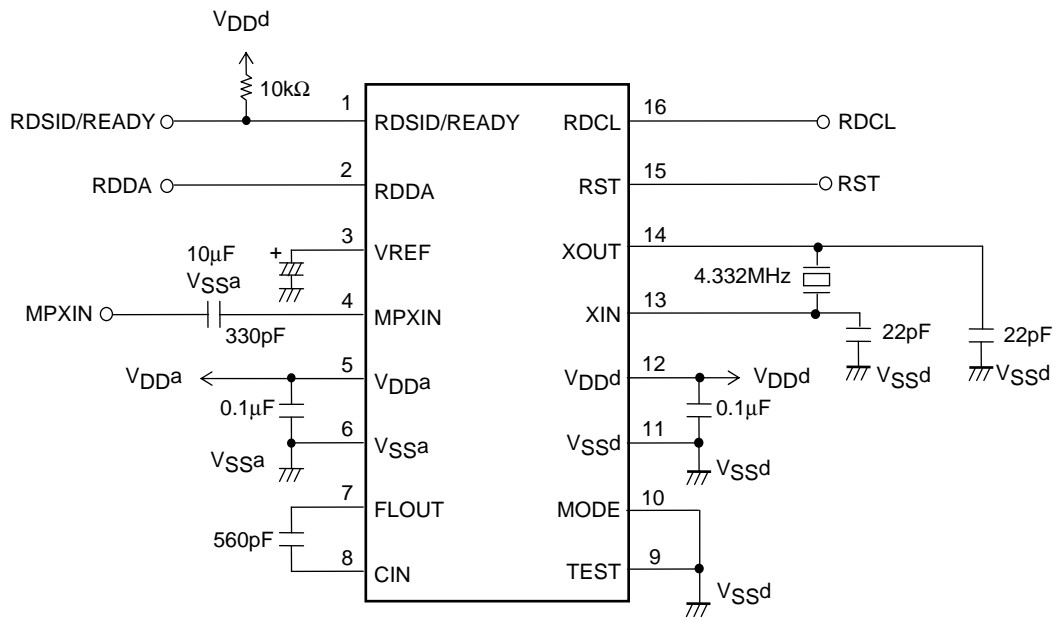 VDDd
10kΩ
1
16
RDSID/READY
RDSID/READY
RDCL
RDCL
2
15
RDDA
RDDA
RST
RST
3
14
10μF
+
VREF
XOUT
VSSa
4.332MHz
4
13
MPXIN
330pF
MPXIN
XIN
22pF
22pF
5
12
VSSd
VSSd
VDDa
VDDa
VDDd
VDDd
0.1μF
0.1μF
6
11
VSSa
VSSa
VSSd
VSSd
7
10
FLOUT
MODE
560pF
8
9
CIN
TEST
VSSd